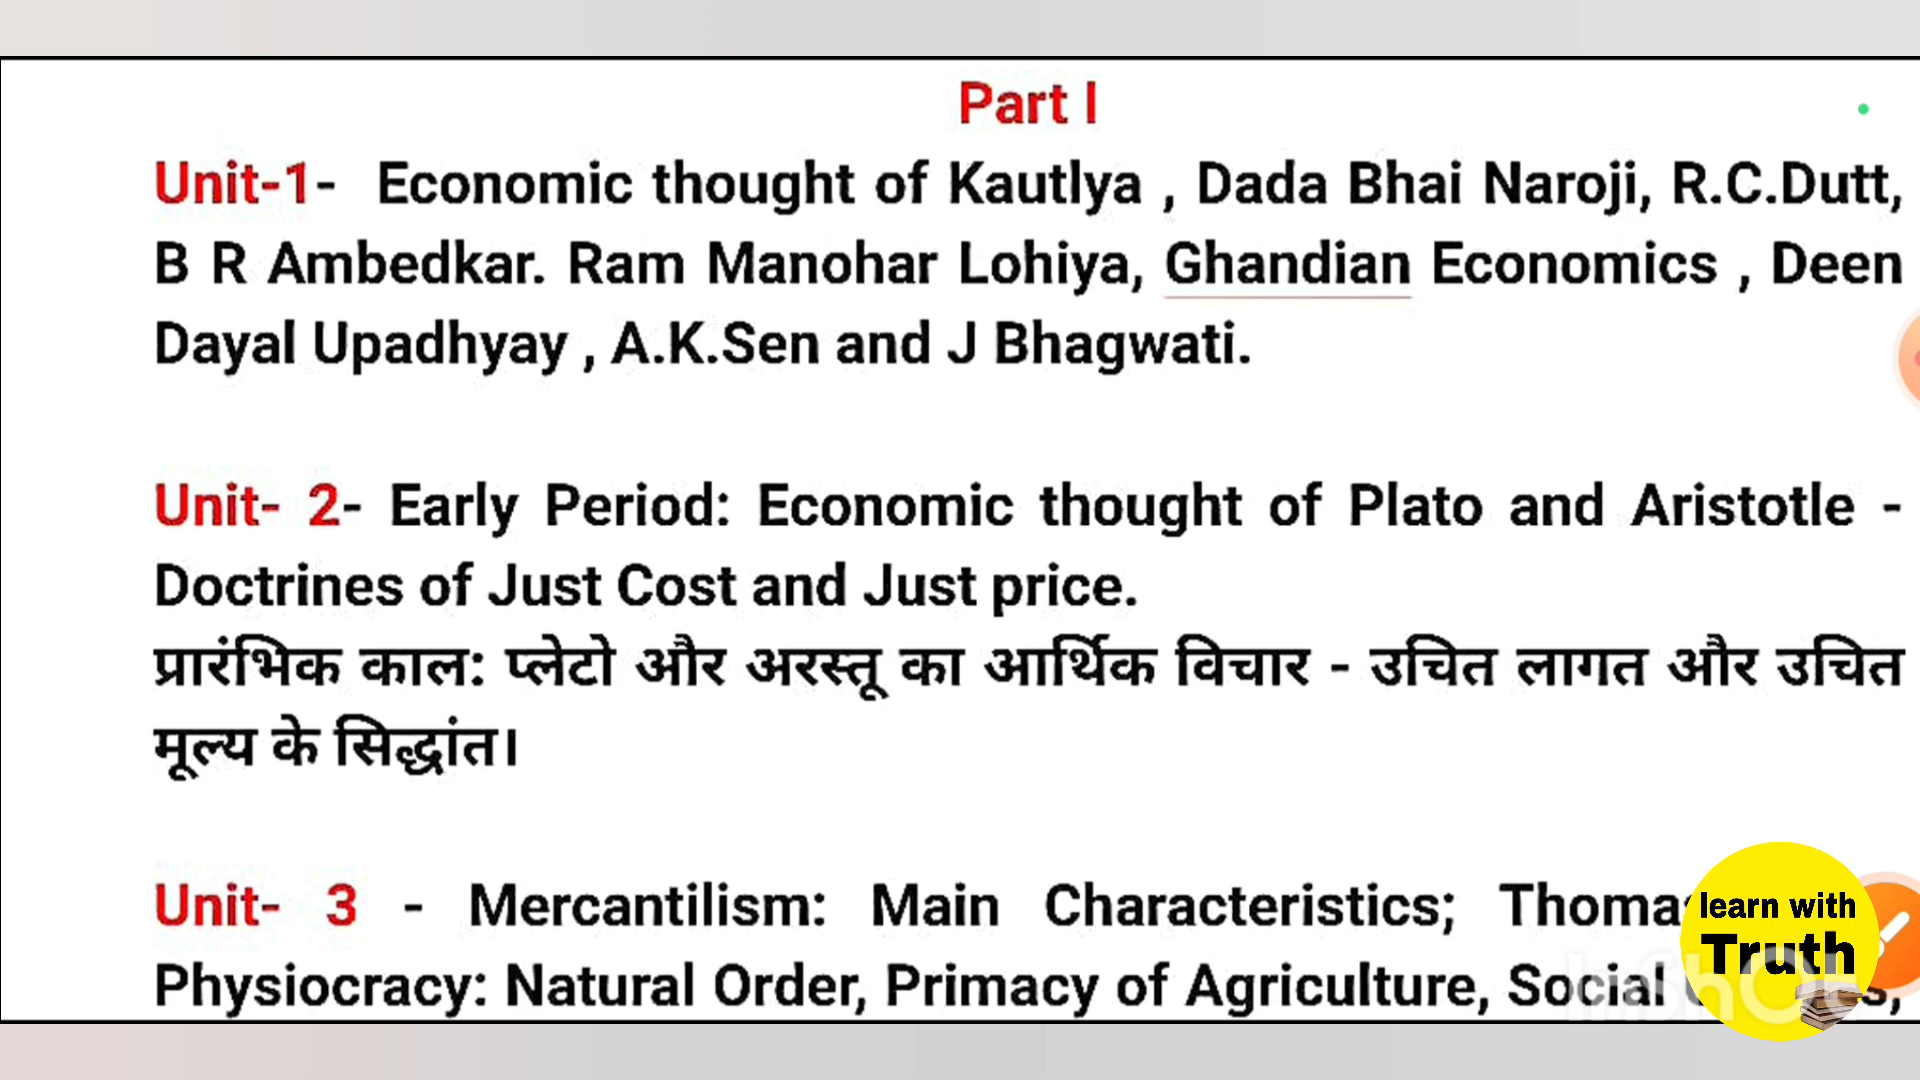 Part I
Unit-1- Economic thought of Kautlya , Dada Bhai Naroji, R.C.Dutt,
B R Ambedkar. Ram Manohar Lohiya, Ghandian Economics , Deen
Dayal Upadhyay , A.K.Sen and J Bhagwati.
Unit- 2- Early Period: Economic thought of Plato and Aristotle -
Doctrines of Just Cost and Just price.
प्रारंभिक काल: प्लेटो और अरस्तू का आर्थिक विचार - उचित लागत और उचित
मूल्य के सिद्धांत।
Unit- 3 - Mercantilism: Main Characteristics; Thomas
Physiocracy: Natural Order, Primacy of Agriculture, Social
learn with
Truth